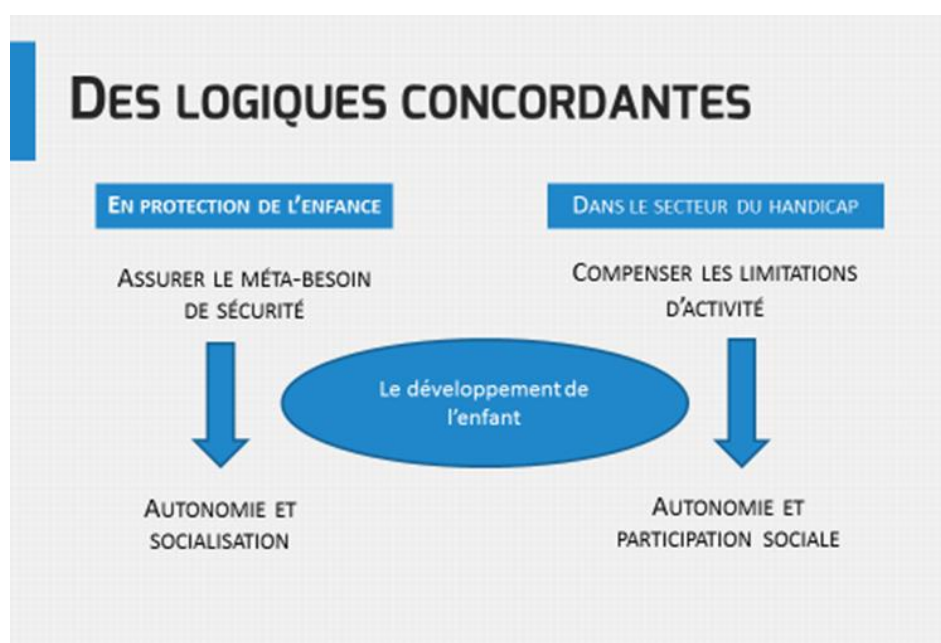 DES LOGIQUES CONCORDANTES
EN PROTECTION DE L'ENFANCE
ASSURER LE MÉTA-BESOIN
DE SÉCURITÉ
AUTONOMIE ET
SOCIALISATION
DANS LE SECTEUR DU HANDICAP
COMPENSER LES LIMITATIONS
D'ACTIVITÉ
AUTONOMIE ET
PARTICIPATION SOCIALE
Le développement de
l'enfant